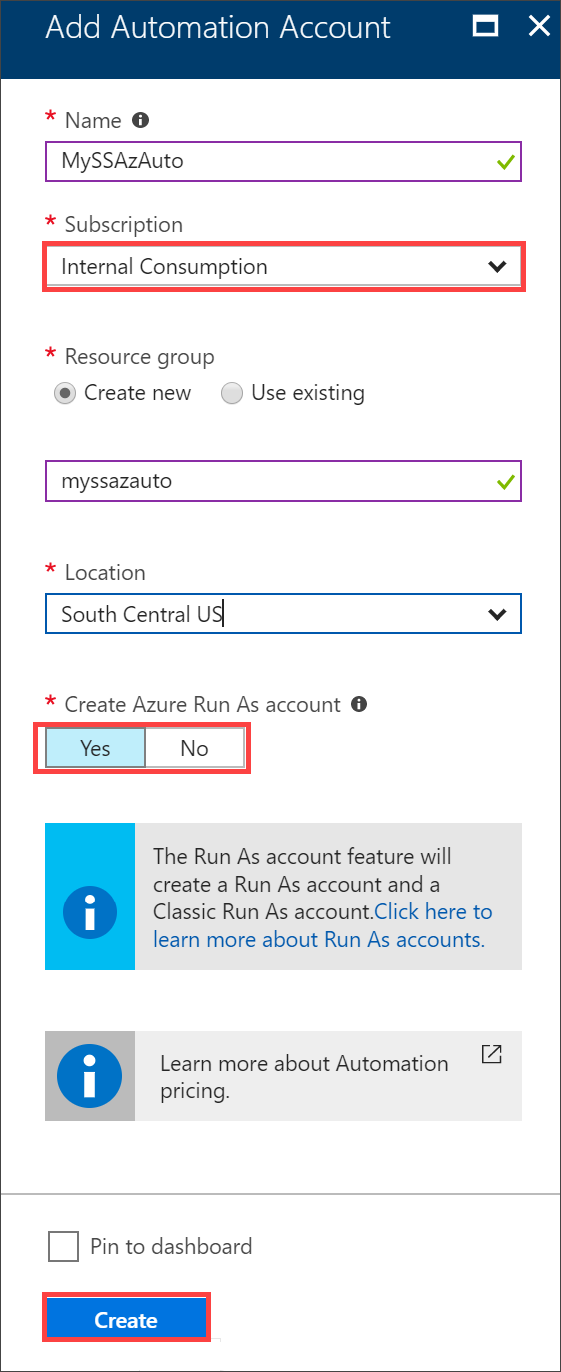 Add Automation Account
* Name
MySSAzAuto
* Subscription
Internal Consumption
* Resource group
Create new Use existing
myssazauto
* Location
South Central US
* Create Azure Run As account
Yes No
The Run As account feature will
create a Run As account and a
Classic Run As account.Click here to
learn more about Run As accounts.
Learn more about Automation
pricing.
Pin to dashboard
Create